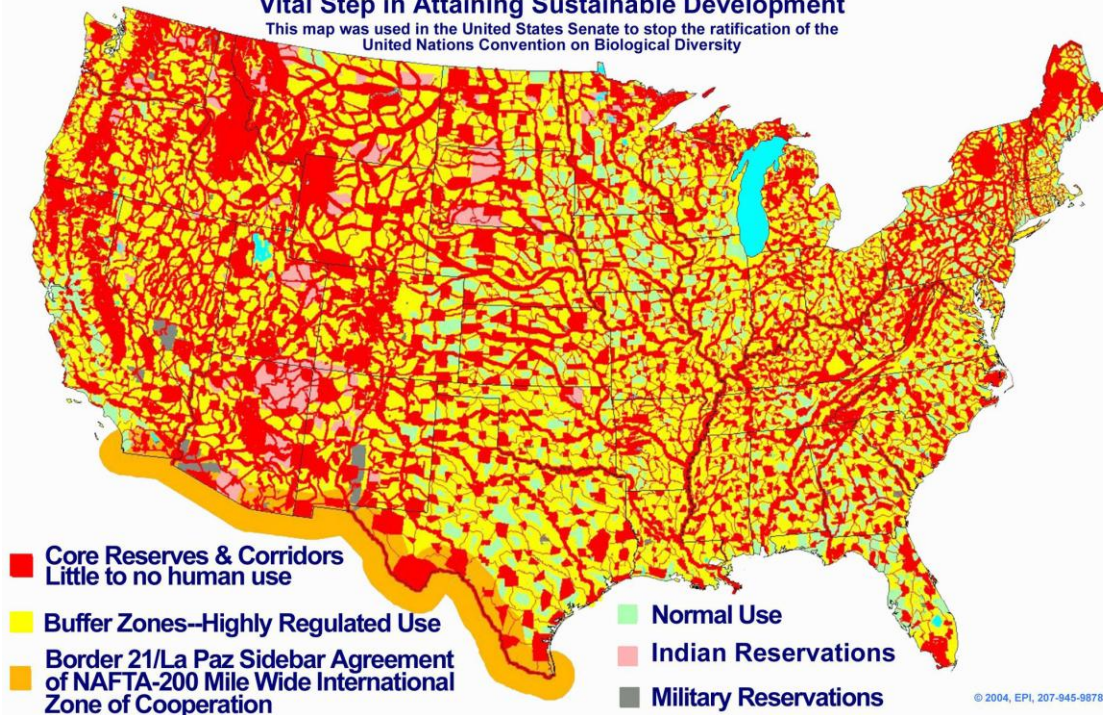 Vital Step in Attaining Sustainable Development
This map was used in the United States Senate to stop the ratification of the
United Nations Convention on Biological Diversity
Core Reserves & Corridors
Little to no human use
Buffer Zones--Highly Regulated Use
Border 21/La Paz Sidebar Agreement
of NAFTA-200 Mile Wide International
Zone of Cooperation
Normal Use
Indian Reservations
Military Reservations
© 2004, EPI, 207-945-9878